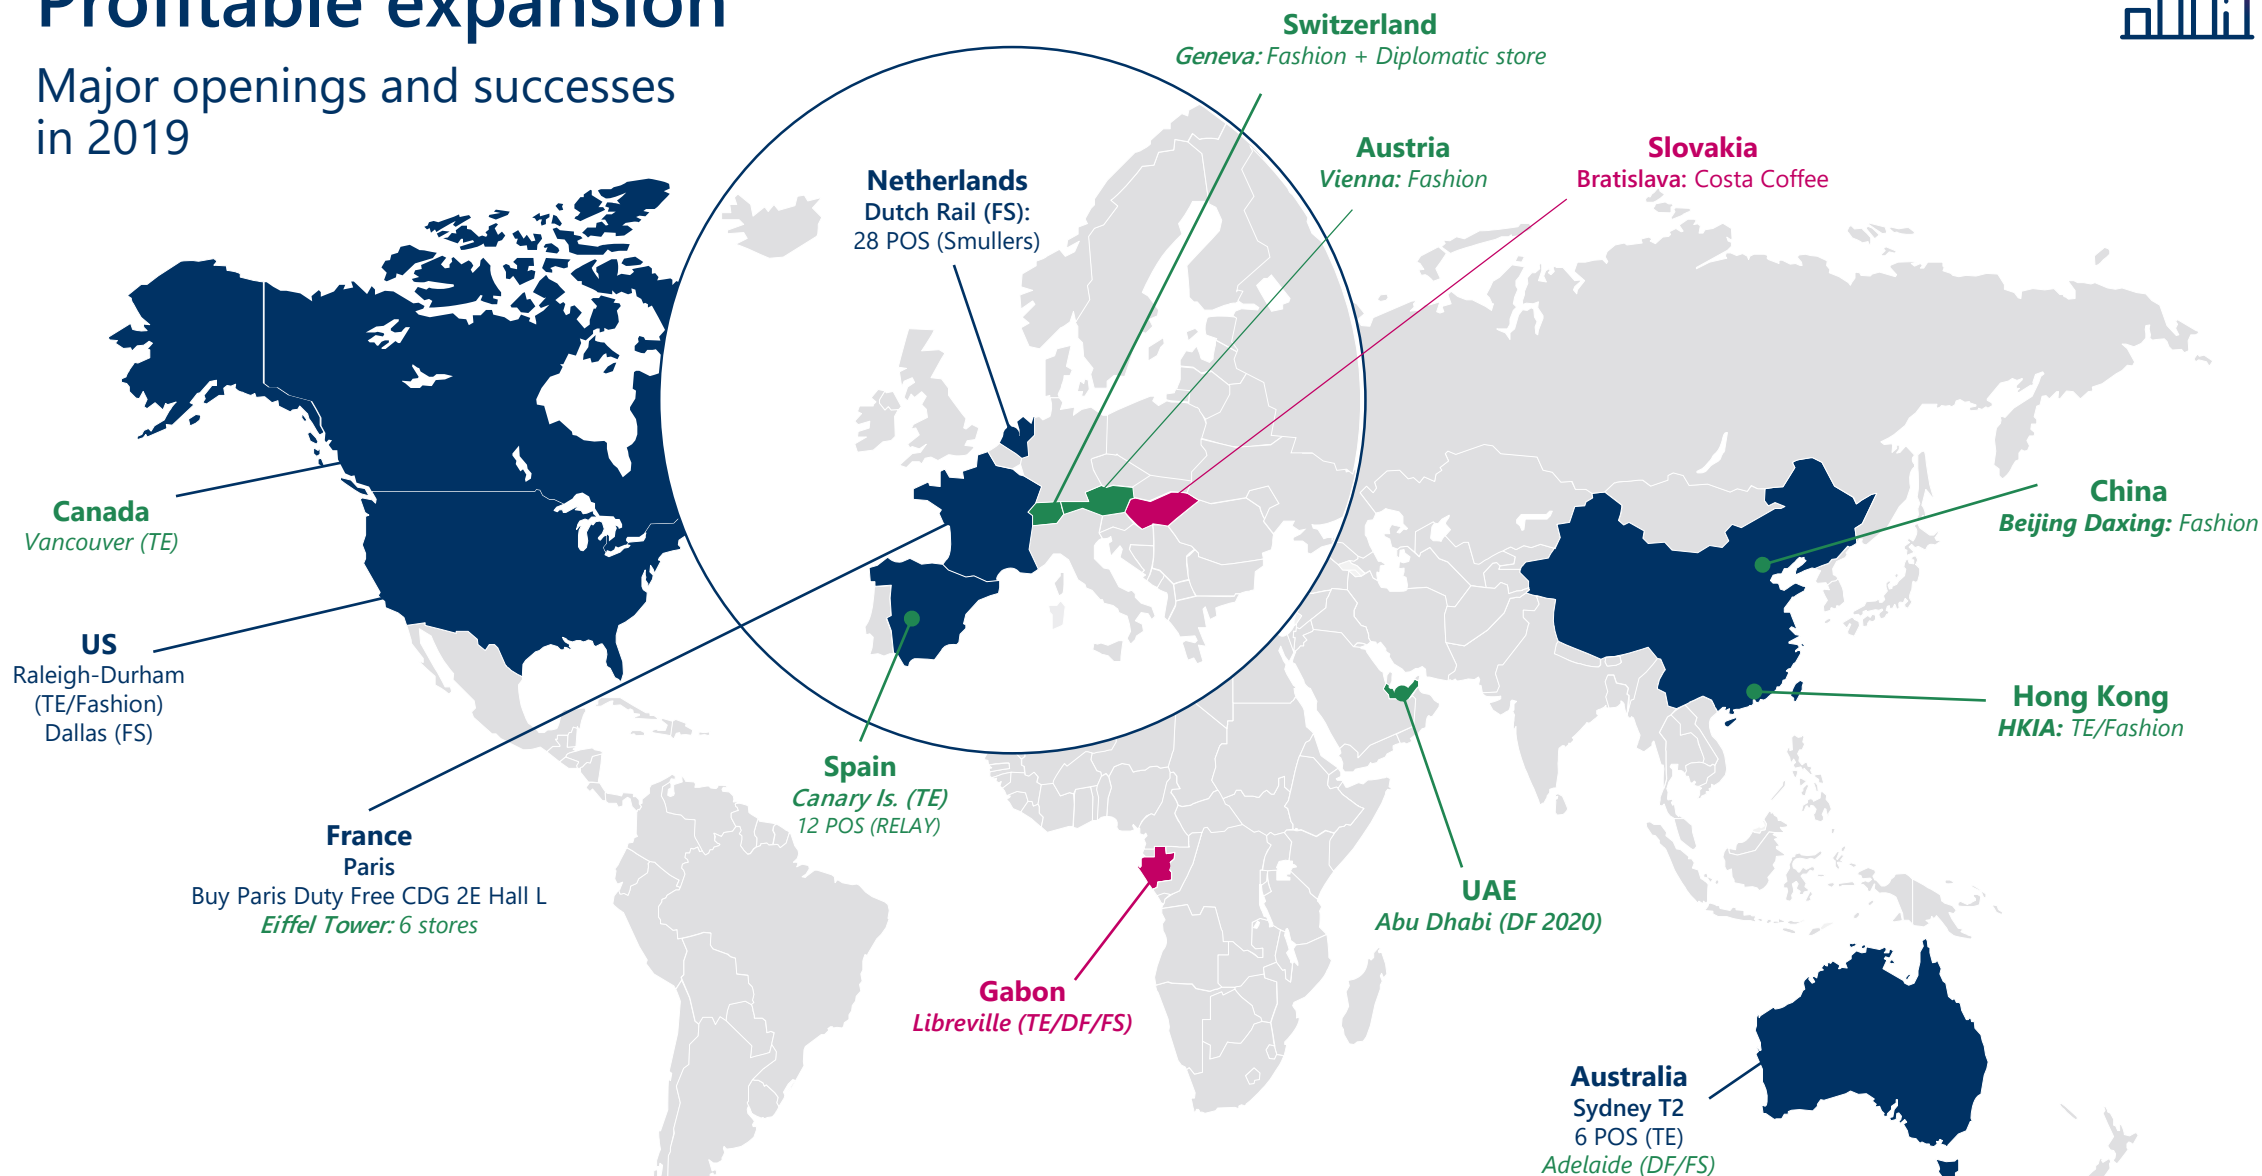 Profitable expansion
Major openings and successes
in 2019
Switzerland
Geneva: Fashion + Diplomatic store
Austria
Vienna: Fashion
Slovakia
Bratislava: Costa Coffee
Netherlands
Dutch Rail (FS):
28 POS (Smullers)
Canada
Vancouver (TE)
US
Raleigh-Durham
(TE/Fashion)
Dallas (FS)
China
Beijing Daxing: Fashion
Hong Kong
HKIA: TE/Fashion
Spain
Canary Is. (TE)
12 POS (RELAY)
France
Paris
Buy Paris Duty Free CDG 2E Hall L
Eiffel Tower: 6 stores
UAE
Abu Dhabi (DF 2020)
Gabon
Libreville (TE/DF/FS)
Australia
Sydney T2
6 POS (TE)
Adelaide (DF/FS)